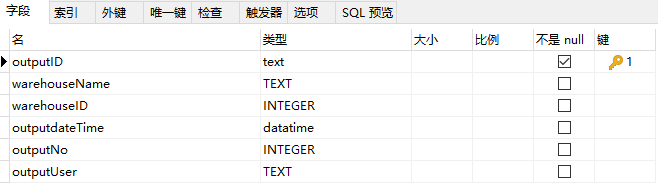 字段 索引 外键 唯一键 检查 触发器 选项 SQL 预览
名 类型 大小 比例 不是 null 键
outputID text 1
warehouseName TEXT
warehouseID INTEGER
outputdateTime datatime
outputNo INTEGER
outputUser TEXT